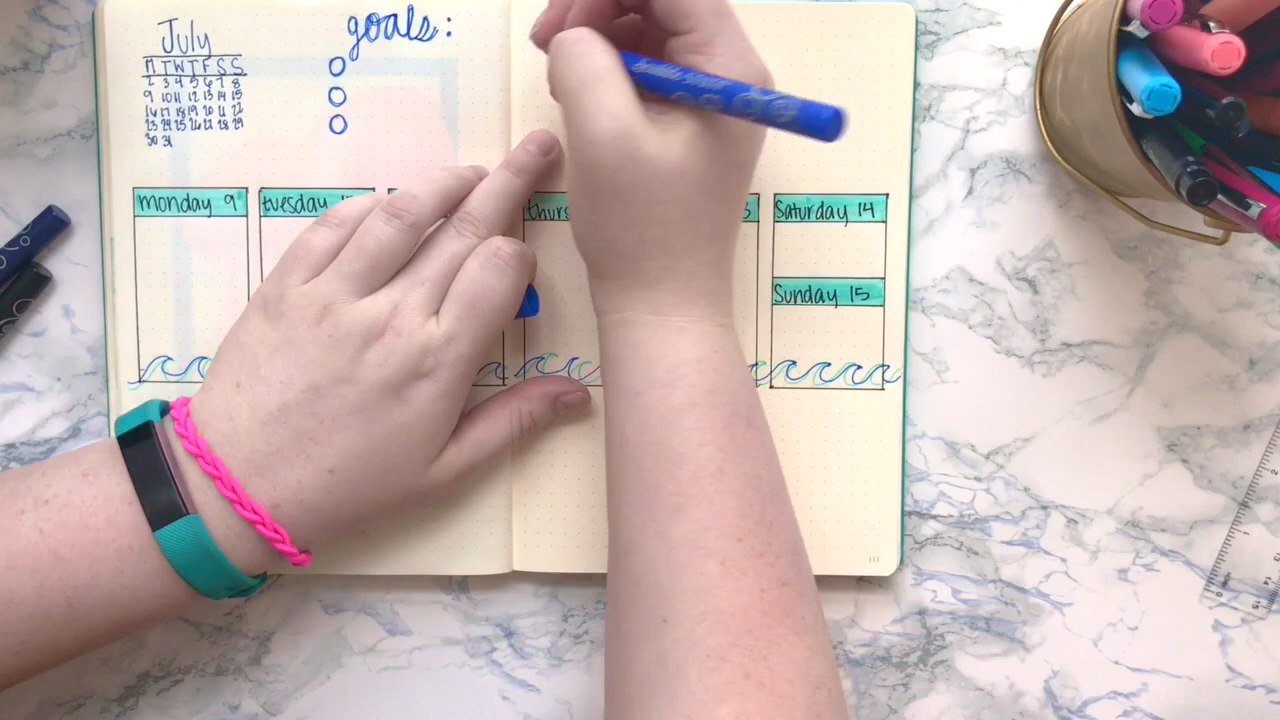 July
goals:
M T W T F S S
2 3 4 5 6 7 8
9 10 11 12 13 14 15
16 17 18 19 20 21 22
23 24 25 26 27 28 29
30 31
monday 9
tuesday
thurs
Saturday 14
Sunday 15
111